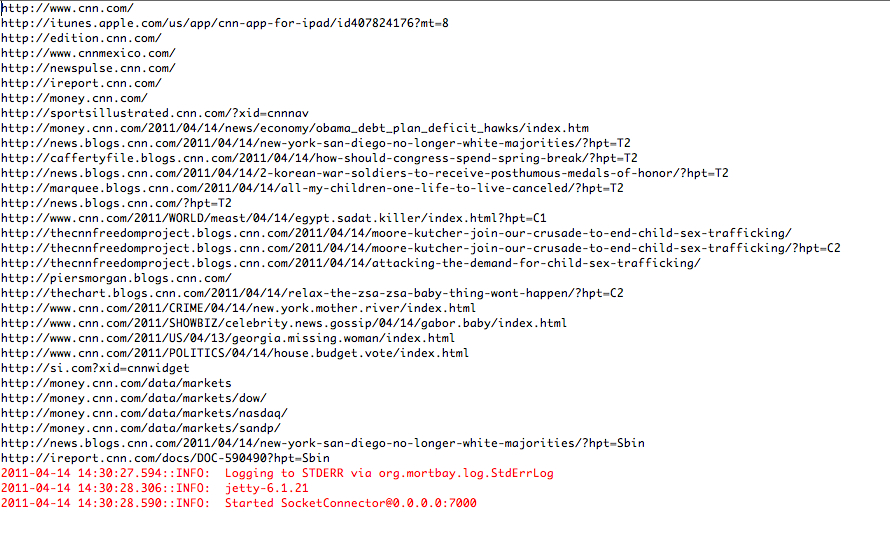 http://www.cnn.com/
http://itunes.apple.com/us/app/cnn-app-for-ipad/id407824176?mt=8
http://edition.cnn.com/
http://www.cnnmexico.com/
http://newspulse.cnn.com/
http://ireport.cnn.com/
http://money.cnn.com/
http://sportsillustrated.cnn.com/?xid=cnnnav
http://money.cnn.com/2011/04/14/news/economy/obama_debt_plan_deficit_hawks/index.htm
http://news.blogs.cnn.com/2011/04/14/new-york-san-diego-no-longer-white-majorities/?hpt=T2
http://caffertyfile.blogs.cnn.com/2011/04/14/how-should-congress-spend-spring-break/?hpt=T2
http://news.blogs.cnn.com/2011/04/14/2-korean-war-soldiers-to-receive-posthumous-medals-of-honor/?hpt=T2
http://marquee.blogs.cnn.com/2011/04/14/all-my-children-one-life-to-live-canceled/?hpt=T2
http://news.blogs.cnn.com/?hpt=T2
http://www.cnn.com/2011/WORLD/meast/04/14/egypt.sadat.killer/index.html?hpt=C1
http://thecnnfreedomproject.blogs.cnn.com/2011/04/14/moore-kutcher-join-our-crusade-to-end-child-sex-trafficking/
http://thecnnfreedomproject.blogs.cnn.com/2011/04/14/moore-kutcher-join-our-crusade-to-end-child-sex-trafficking/?hpt=C2
http://thecnnfreedomproject.blogs.cnn.com/2011/04/14/attacking-the-demand-for-child-sex-trafficking/
http://piersmorgan.blogs.cnn.com/
http://thechart.blogs.cnn.com/2011/04/14/relax-the-zsa-zsa-baby-thing-wont-happen/?hpt=C2
http://www.cnn.com/2011/CRIME/04/14/new.york.mother.river/index.html
http://www.cnn.com/2011/SHOWBIZ/celebrity.news.gossip/04/14/gabor.baby/index.html
http://www.cnn.com/2011/US/04/13/georgia.missing.woman/index.html
http://www.cnn.com/2011/POLITICS/04/14/house.budget.vote/index.html
http://si.com?xid=cnnwidget
http://money.cnn.com/data/markets
http://money.cnn.com/data/markets/dow/
http://money.cnn.com/data/markets/nasdaq/
http://money.cnn.com/data/markets/sandp/
http://news.blogs.cnn.com/2011/04/14/new-york-san-diego-no-longer-white-majorities/?hpt=Sbin
http://ireport.cnn.com/docs/DOC-590490?hpt=Sbin
2011-04-14 14:30:27.594::INFO:  Logging to STDERR via org.mortbay.log.StdErrLog
2011-04-14 14:30:28.306::INFO:  jetty-6.1.21
2011-04-14 14:30:28.590::INFO:  Started SocketConnector@0.0.0.0:7000